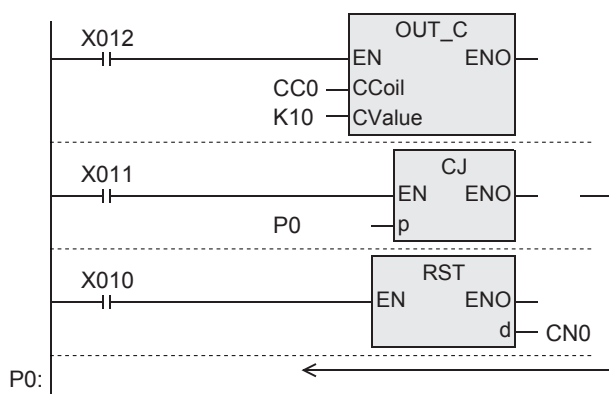 X012
OUT_C
EN ENO
CC0 CCoil
K10 CValue
X011
CJ
EN ENO
P0 p
X010
RST
EN ENO
d CN0
P0: